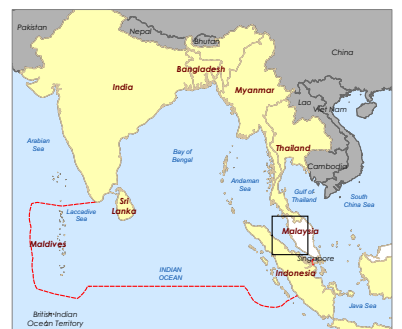 Pakistan
Nepal
Bhutan
China
Bangladesh
India
Myanmar
Lao
Viet Nam
Arabian
Sea
Bay of
Bengal
Thailand
Cambodia
Andaman
Sea
Gulf of
Thailand
South
China Sea
Sri
Lanka
Laccadive
Sea
Maldives
Malaysia
Singapore
INDIAN
OCEAN
Indonesia
Java Sea
British Indian
Ocean Territory